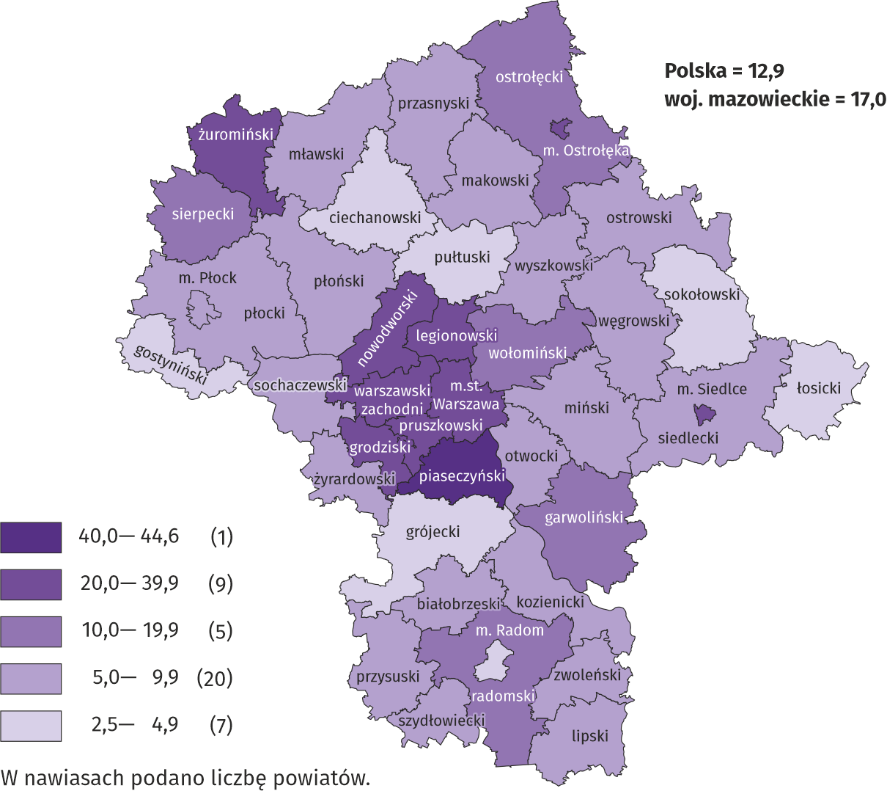 Polska = 12,9
woj. mazowieckie = 17,0
ostrołęcki
przasnyski
żuromiński
mławski
m. Ostrołęka
makowski
sierpecki
ciechanowski
ostrowski
pułtuski
wyszkowski
m. Płock
płoński
sokołowski
płocki
nowodworski
węgrowski
legionowski
wołomiński
gostyniński
sochaczewski
warszawski
zachodni
m.st.
Warszawa
m. Siedlce
łosicki
miński
pruszkowski
siedlecki
grodziski
otwocki
żyrardowski
piaseczyński
garwoliński
grójecki
białobrzeski
kozienicki
m. Radom
przysuski
zwoleński
radomski
szydłowiecki
lipski
40,0— 44,6 (1)
20,0— 39,9 (9)
10,0— 19,9 (5)
5,0— 9,9 (20)
2,5— 4,9 (7)
W nawiasach podano liczbę powiatów.